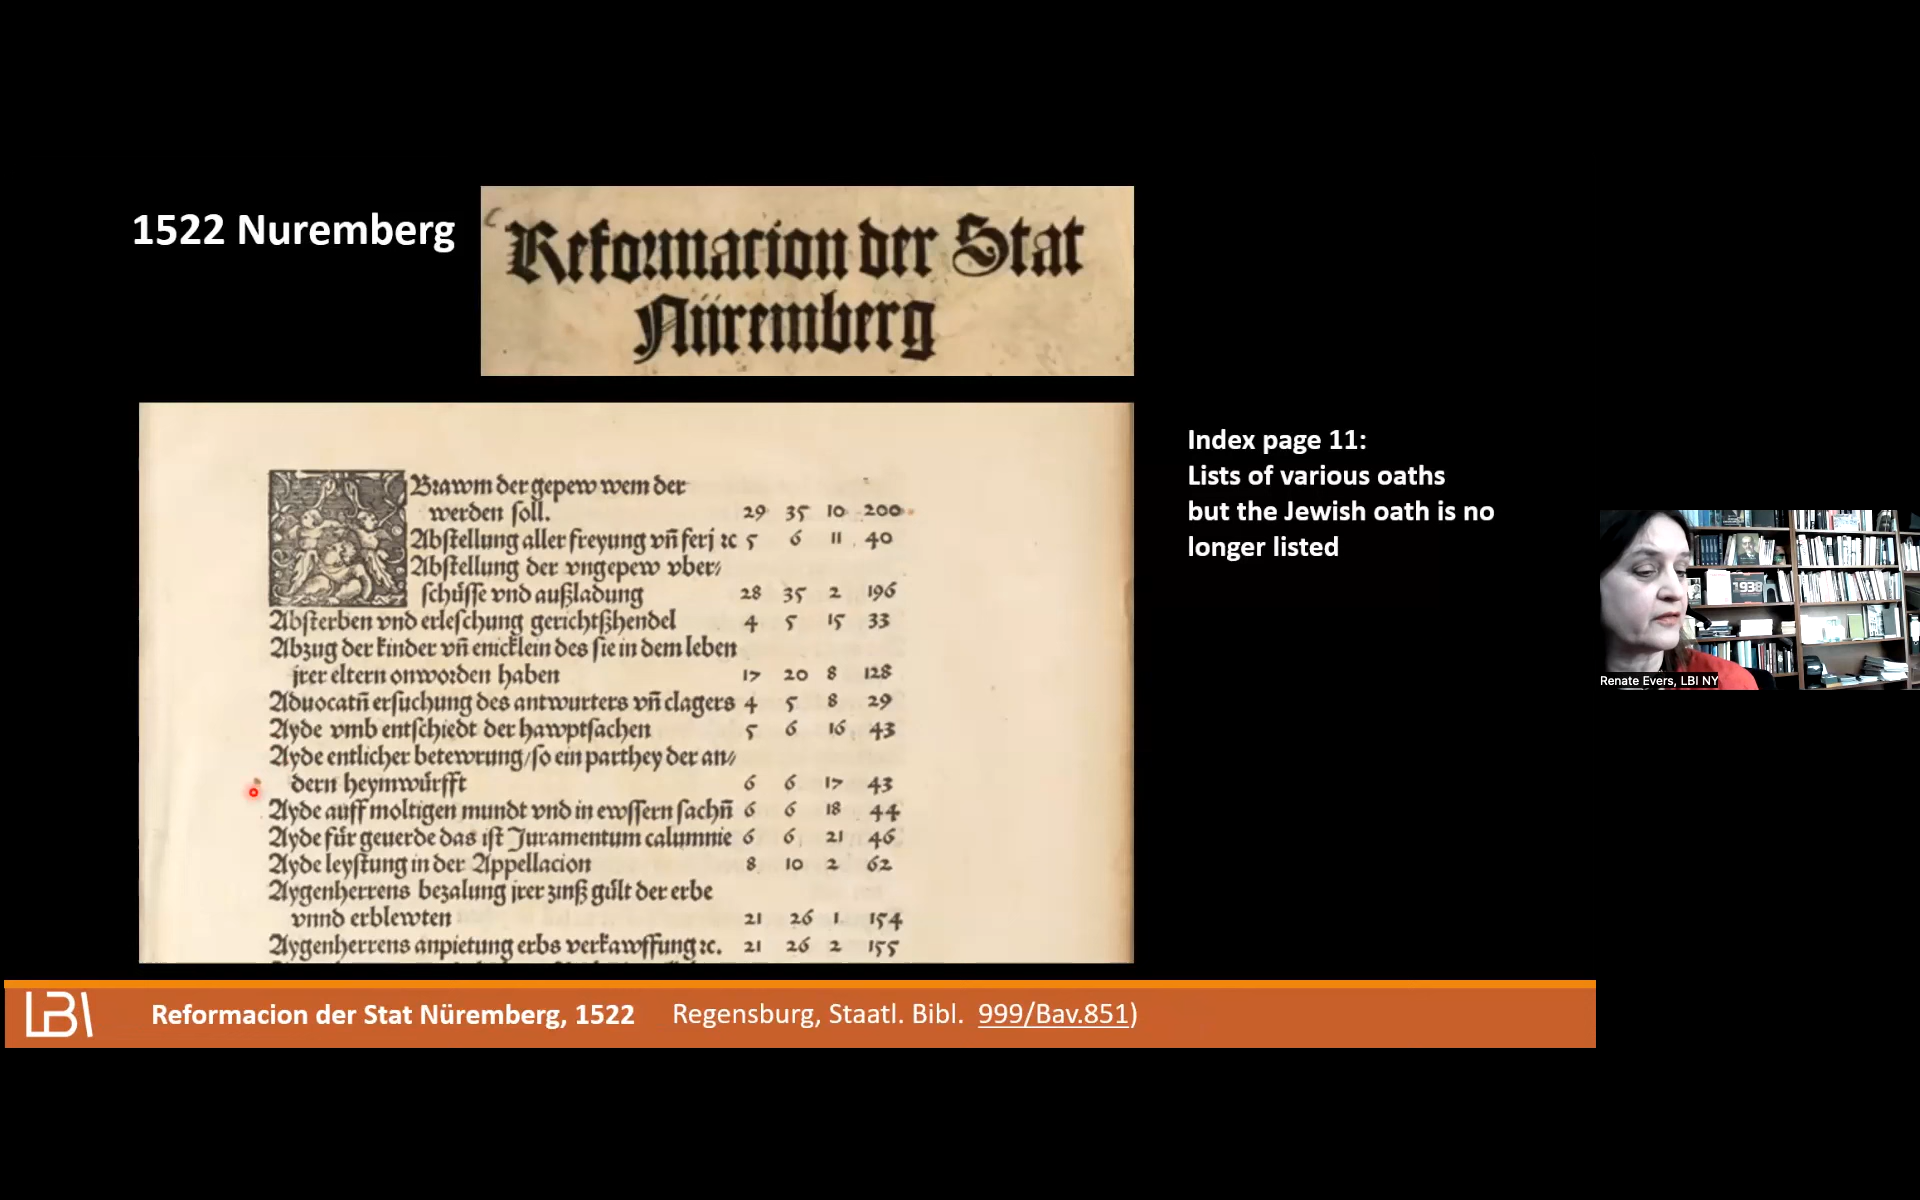 1522 Nuremberg
Reformacion der Stat
Nüremberg
Brawm der gepew wem der
werden soll. 29 35 10 200
Abstellung aller freyung vñ ferj ꝛc 5 6 11 40
Abstellung der vngepew vber⸗
schüsse vnd außladung 28 35 2 196
Absterben vnd erleschung gerichtßhendel 4 5 15 33
Abzug der kinder vñ enicklein des sie in dem leben
jrer eltern onworden haben 17 20 8 128
Aduocatñ ersuchung des antwurters vñ clagers 4 5 8 29
Ayde vmb entschiedt der hawptsachen 5 6 16 43
Ayde entlicher betewrung/so ein parthey der an⸗
dern heymwürfft 6 6 17 43
Ayde auff moltigen mundt vnd in ewssern sachñ 6 6 18 44
Ayde für geuerde das ist Juramentum calumnie 6 6 21 46
Ayde leystung in der Appellacion 8 10 2 62
Aygenherrens bezalung jrer zinß gült der erbe
vnnd erblewten 21 26 1 154
Aygenherrens anpietung erbs verkawffung ꝛc. 21 26 2 155
Index page 11:
Lists of various oaths
but the Jewish oath is no
longer listed
1938
Renate Evers, LBI NY
LBI
Reformacion der Stat Nüremberg, 1522 Regensburg, Staatl. Bibl. 999/Bav.851)